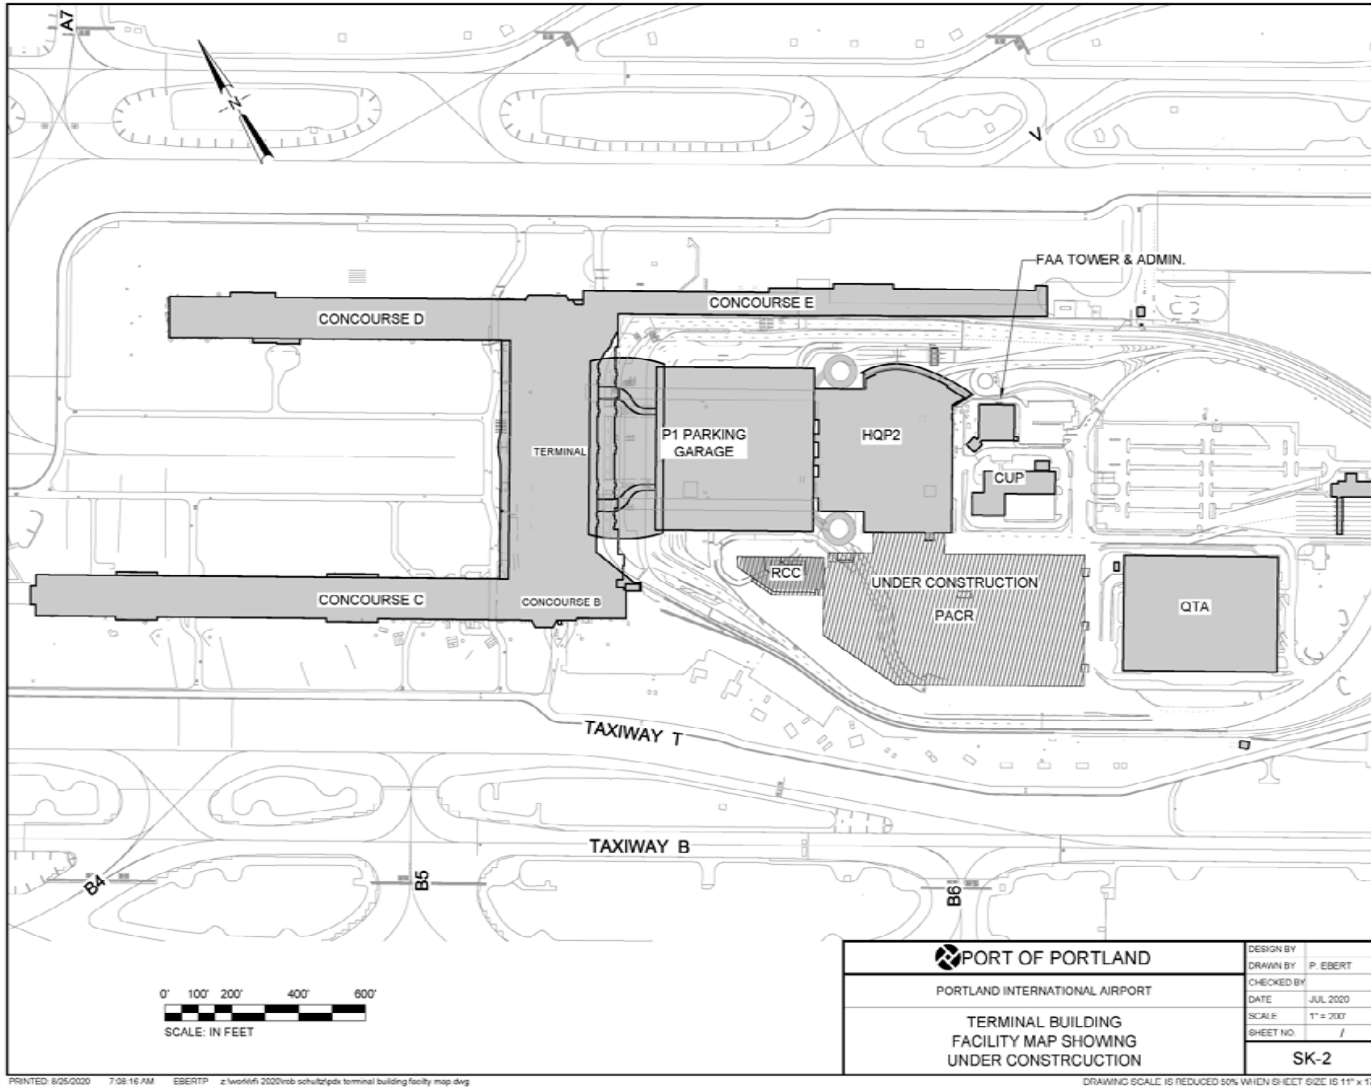 A7
N
V
FAA TOWER & ADMIN.
CONCOURSE E
CONCOURSE D
P1 PARKING
GARAGE
HQP2
TERMINAL
CUP
RCC
UNDER CONSTRUCTION
CONCOURSE C
CONCOURSE B
QTA
PACR
TAXIWAY T
TAXIWAY B
B4
B5
B6
PORT OF PORTLAND
PORTLAND INTERNATIONAL AIRPORT
TERMINAL BUILDING
FACILITY MAP SHOWING
UNDER CONSTRCUCTION
DESIGN BY
DRAWN BY P. EBERT
CHECKED BY
DATE JUL 2020
SCALE 1" = 200'
SHEET NO. /
SK-2
0' 100' 200' 400' 600'
SCALE: IN FEET
PRINTED: 8/25/2020 7:08:16 AM EBERTP
DRAWING SCALE IS REDUCED 50% WHEN SHEET SIZE IS 11" x